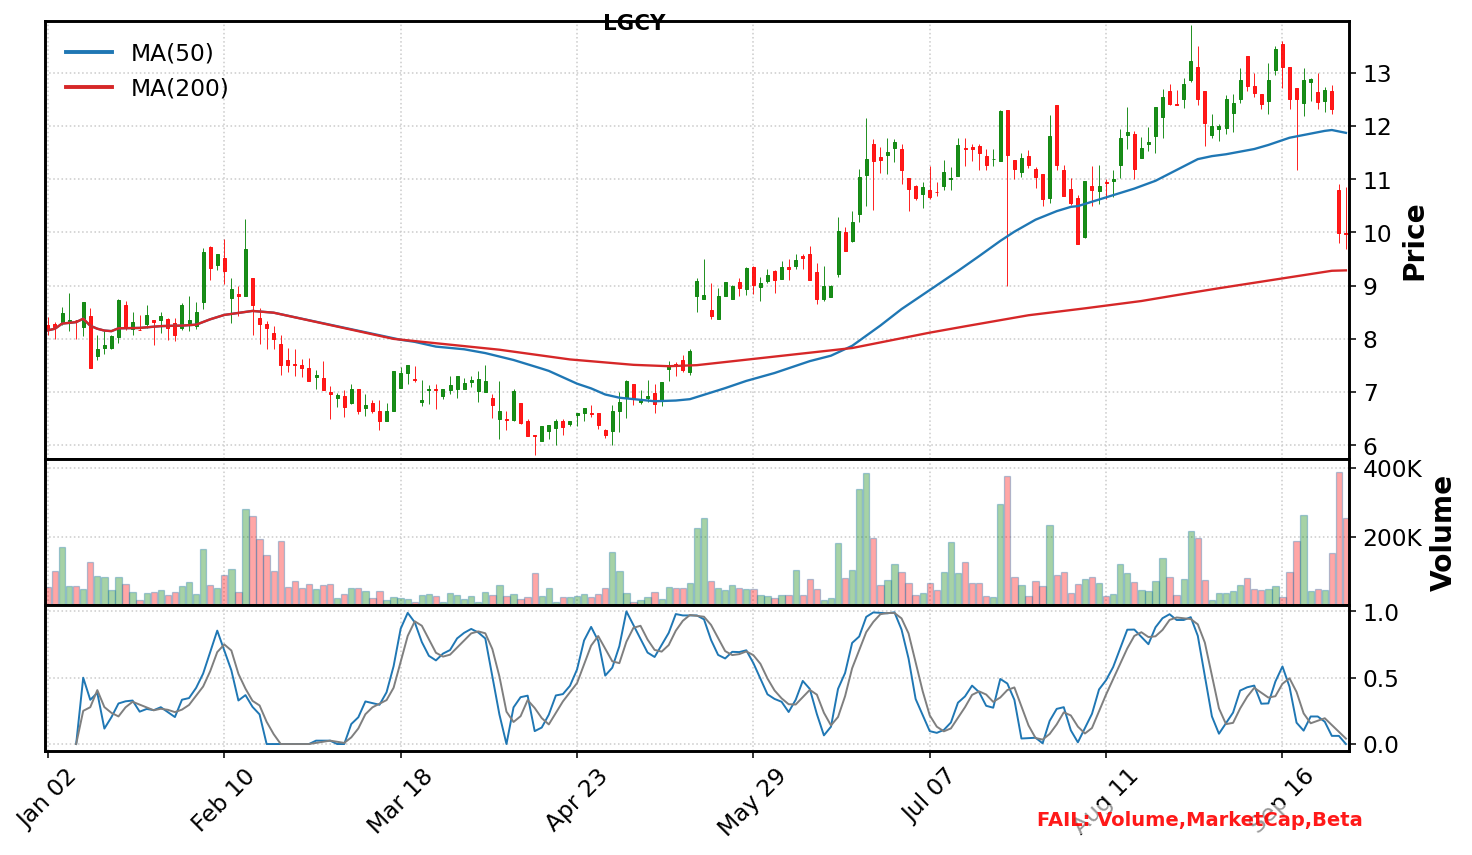 LGCY
MA(50)
MA(200)
13
12
11
10
9
8
7
6
Price
400K
200K
Volume
1.0
0.5
0.0
Jan 02
Feb 10
Mar 18
Apr 23
May 29
Jul 07
Aug 11
Sep 16
FAIL: Volume,MarketCap,Beta